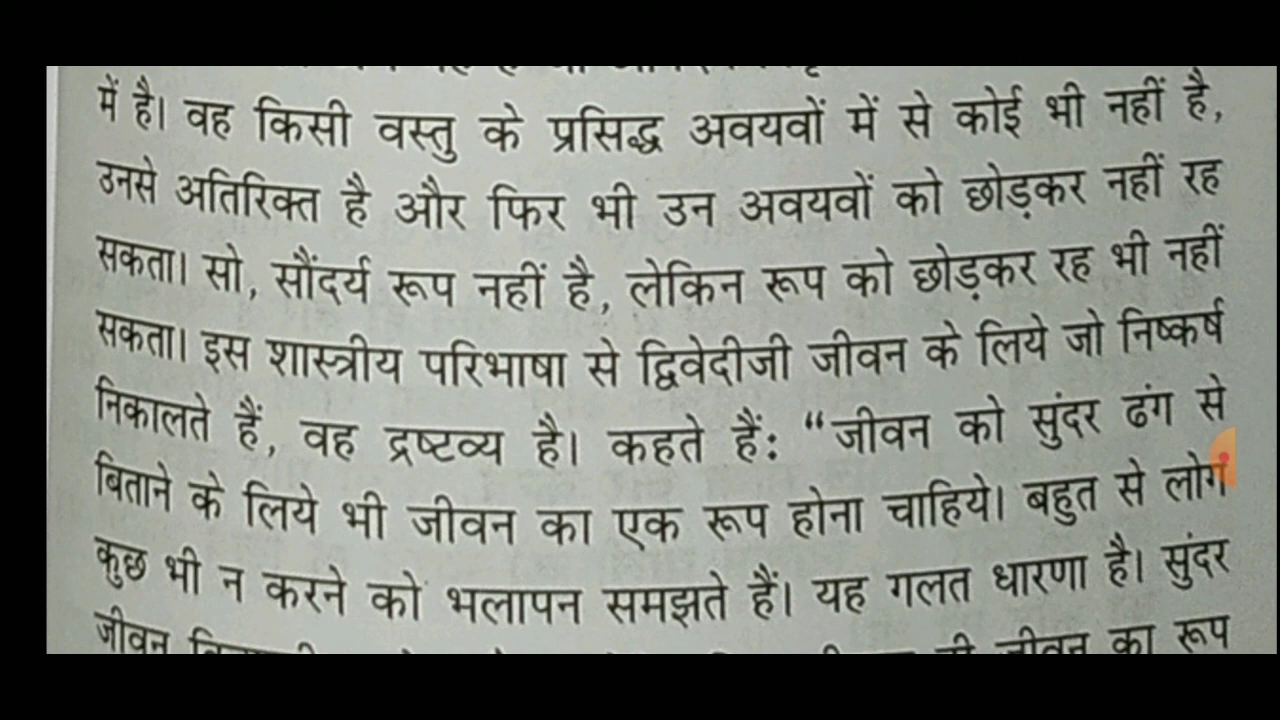 में है। वह किसी वस्तु के प्रसिद्ध अवयवों में से कोई भी नहीं है,
उनसे अतिरिक्त है और फिर भी उन अवयवों को छोड़कर नहीं रह
सकता। सो, सौंदर्य रूप नहीं है, लेकिन रूप को छोड़कर रह भी नहीं
सकता। इस शास्त्रीय परिभाषा से द्विवेदीजी जीवन के लिये जो निष्कर्ष
निकालते हैं, वह द्रष्टव्य है। कहते हैं: “जीवन को सुंदर ढंग से
बिताने के लिये भी जीवन का एक रूप होना चाहिये। बहुत से लोग
कुछ भी न करने को भलापन समझते हैं। यह गलत धारणा है। सुंदर
जीवन जीवन का रूप